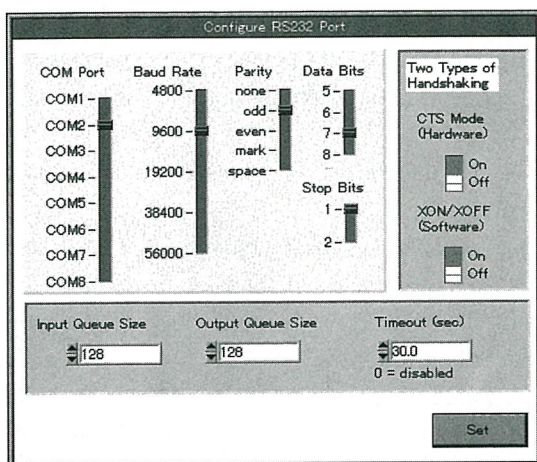 Configure RS232 Port
COM Port
COM1
COM2
COM3
COM4
COM5
COM6
COM7
COM8
Baud Rate
4800
9600
19200
38400
56000
Parity
none
odd
even
mark
space
Data Bits
5
6
7
8
Stop Bits
1
2
Two Types of
Handshaking
CTS Mode
(Hardware)
On
Off
XON/XOFF
(Software)
On
Off
Input Queue Size
128
Output Queue Size
128
Timeout (sec)
30.0
0 = disabled
Set